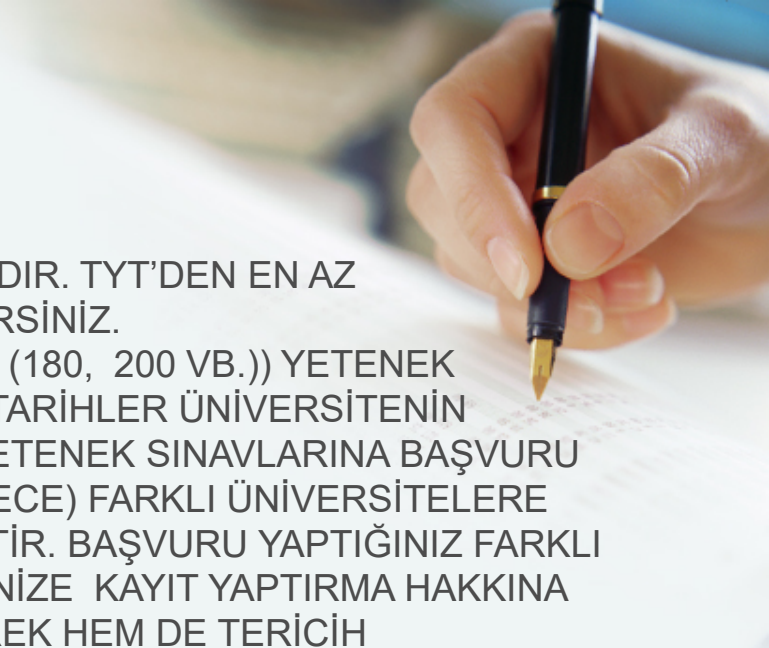 DIR. TYT’DEN EN AZ
RSİNİZ.
(180, 200 VB.)) YETENEK
TARİHLER ÜNİVERSİTENİN
ETENEK SINAVLARINA BAŞVURU
ECE) FARKLI ÜNİVERSİTELERE
TİR. BAŞVURU YAPTIĞINIZ FARKLI
NİZE KAYIT YAPTIRMA HAKKINA
EK HEM DE TERİCİH